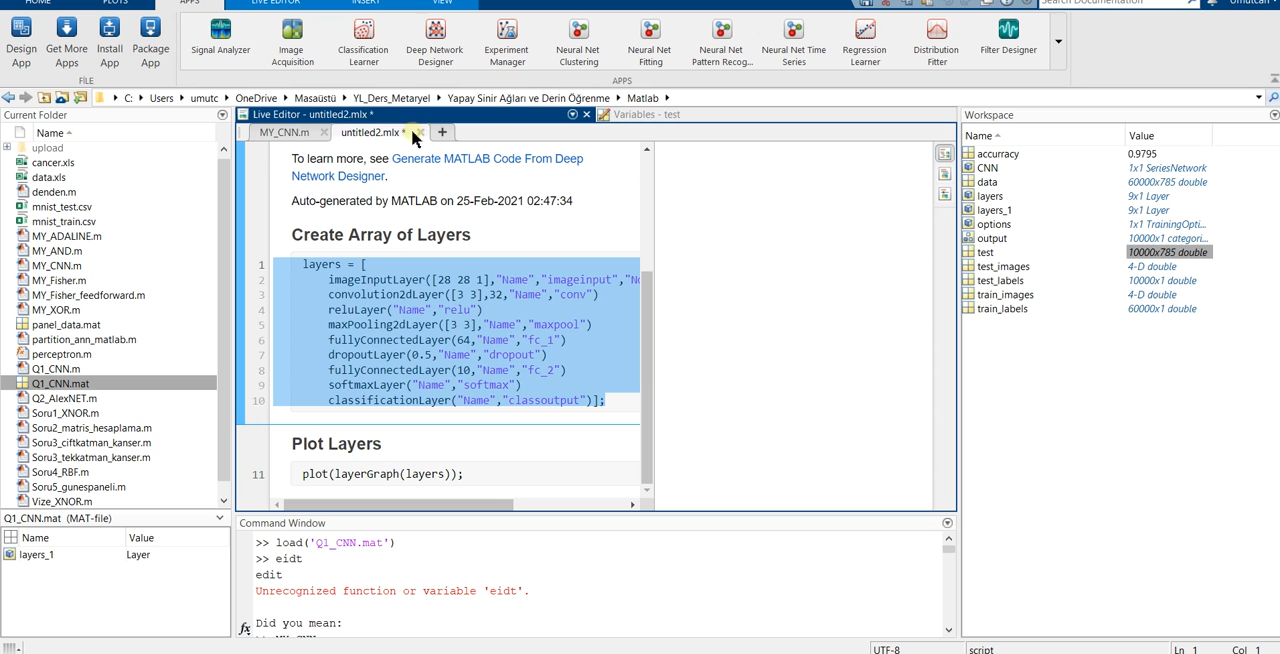 HOME PLOTS APPS LIVE EDITOR INSERT VIEW Search Documentation Umutcan
Design App
Get More Apps
Install App
Package App
Signal Analyzer
Image Acquisition
Classification Learner
Deep Network Designer
Experiment Manager
Neural Net Clustering
Neural Net Fitting
Neural Net Pattern Recog...
Neural Net Time Series
Regression Learner
Distribution Fitter
Filter Designer
FILE APPS
C: Users umutc OneDrive Masaüstü YL_Ders_Metaryel Yapay Sinir Ağları ve Derin Öğrenme Matlab
Current Folder
Name
upload
cancer.xls
data.xls
denden.m
mnist_test.csv
mnist_train.csv
MY_ADALINE.m
MY_AND.m
MY_CNN.m
MY_Fisher.m
MY_Fisher_feedforward.m
MY_XOR.m
panel_data.mat
partition_ann_matlab.m
perceptron.m
Q1_CNN.m
Q1_CNN.mat
Q2_AlexNET.m
Soru1_XNOR.m
Soru2_matris_hesaplama.m
Soru3_ciftkatman_kanser.m
Soru3_tekkatman_kanser.m
Soru4_RBF.m
Soru5_gunespaneli.m
Vize_XNOR.m
Q1_CNN.mat (MAT-file)
Name Value
layers_1 Layer
Live Editor - untitled2.mlx *
Variables - test
MY_CNN.m untitled2.mlx *
To learn more, see Generate MATLAB Code From Deep
Network Designer.
Auto-generated by MATLAB on 25-Feb-2021 02:47:34
Create Array of Layers
1 layers = [
2 imageInputLayer([28 28 1],"Name","imageinput","No
3 convolution2dLayer([3 3],32,"Name","conv")
4 reluLayer("Name","relu")
5 maxPooling2dLayer([3 3],"Name","maxpool")
6 fullyConnectedLayer(64,"Name","fc_1")
7 dropoutLayer(0.5,"Name","dropout")
8 fullyConnectedLayer(10,"Name","fc_2")
9 softmaxLayer("Name","softmax")
10 classificationLayer("Name","classoutput")];
Plot Layers
11 plot(layerGraph(layers));
Command Window
>> load('Q1_CNN.mat')
>> eidt
edit
Unrecognized function or variable 'eidt'.
Did you mean:
fx
Workspace
Name Value
accurracy 0.9795
CNN 1x1 SeriesNetwork
data 60000x785 double
layers 9x1 Layer
layers_1 9x1 Layer
options 1x1 TrainingOpti...
output 10000x1 categori...
test 10000x785 double
test_images 4-D double
test_labels 10000x1 double
train_images 4-D double
train_labels 60000x1 double
UTF-8 script Ln 1 Col 1